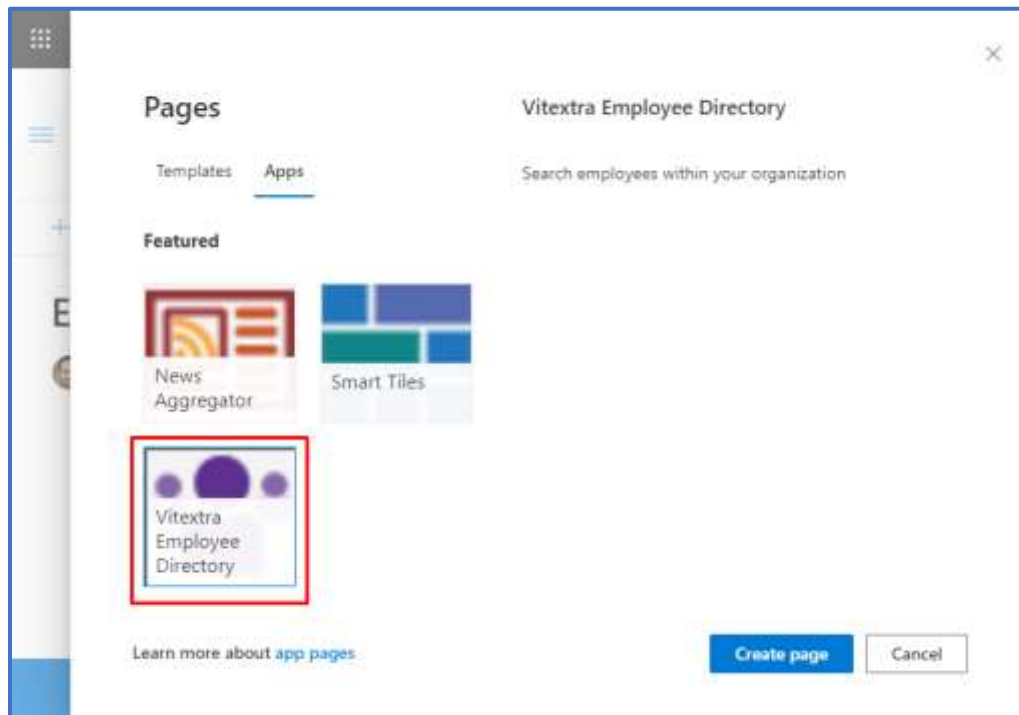 Pages
Vitextra Employee Directory
Templates Apps
Search employees within your organization
Featured
News
Aggregator
Smart Tiles
Vitextra
Employee
Directory
Learn more about app pages
Create page
Cancel
E